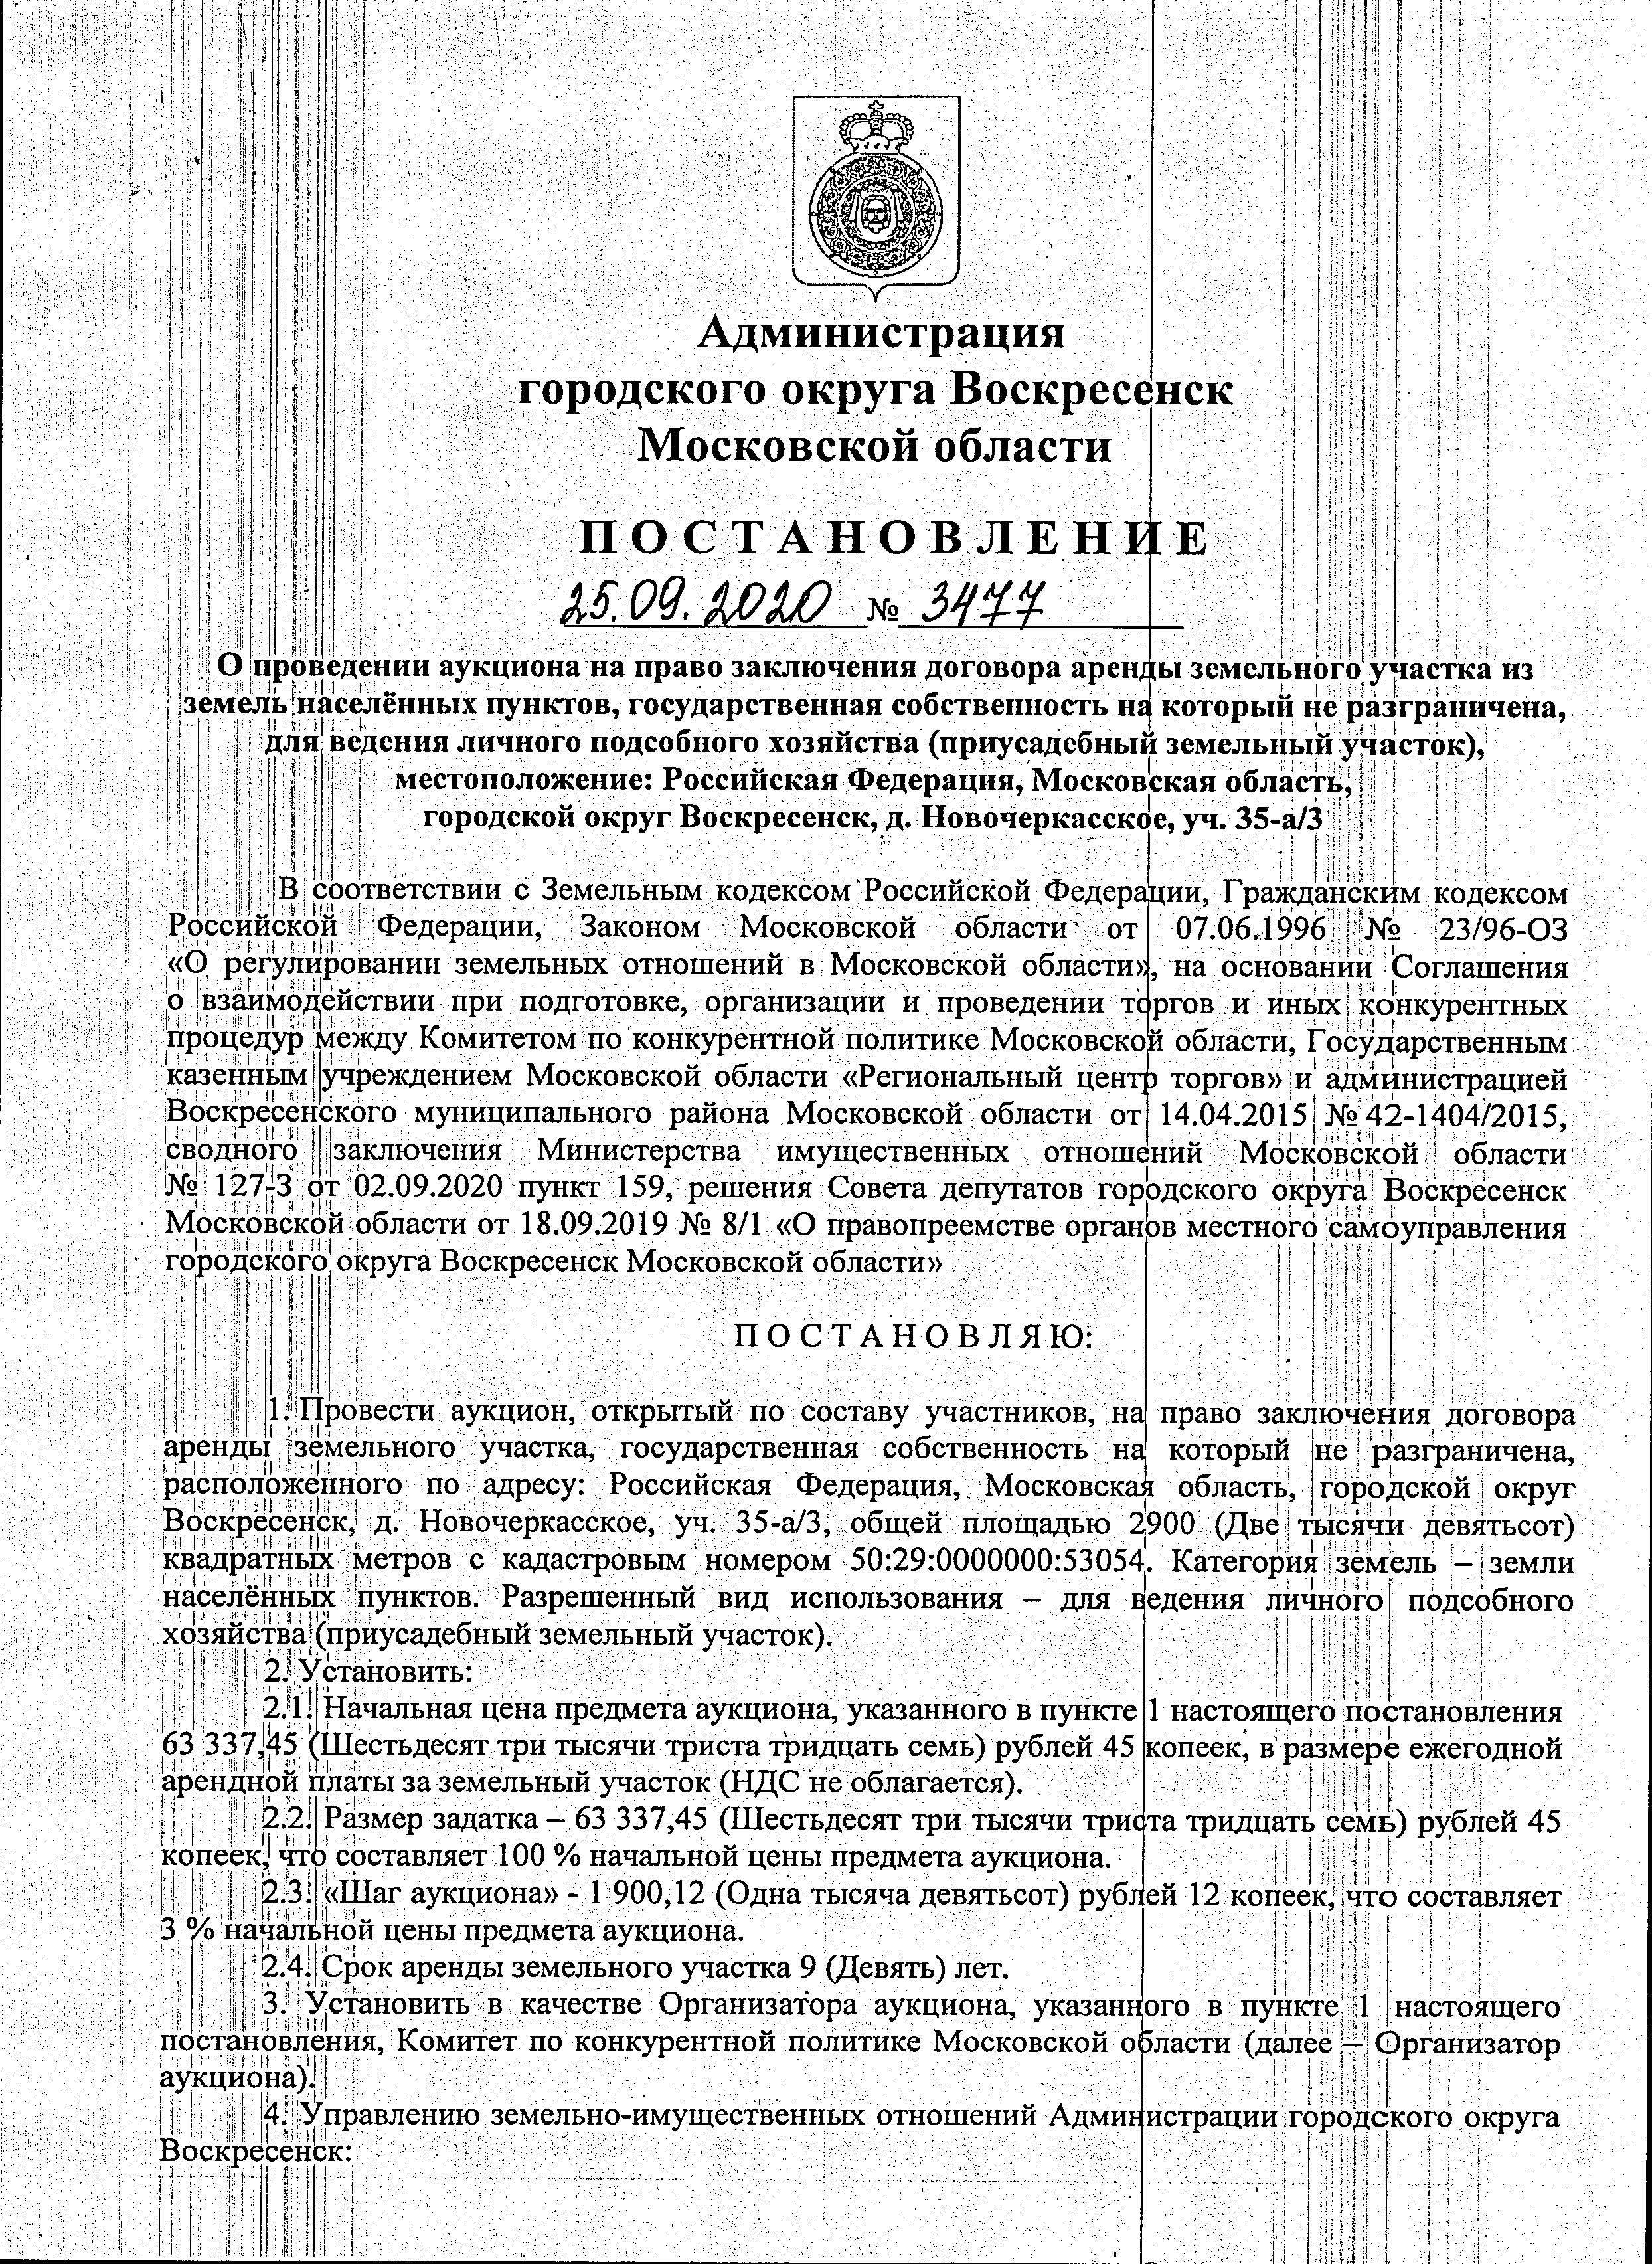 Администрация
городского округа Воскресенск
Московской области
ПОСТАНОВЛЕНИЕ
25.09.2020 № 3477
О проведении аукциона на право заключения договора аренды земельного участка из
земель населённых пунктов, государственная собственность на который не разграничена,
для ведения личного подсобного хозяйства (приусадебный земельный участок),
местоположение: Российская Федерация, Московская область,
городской округ Воскресенск, д. Новочеркасское, уч. 35-а/3
В соответствии с Земельным кодексом Российской Федерации, Гражданским кодексом
Российской Федерации, Законом Московской области от 07.06.1996 № 23/96-ОЗ
«О регулировании земельных отношений в Московской области», на основании Соглашения
о взаимодействии при подготовке, организации и проведении торгов и иных конкурентных
процедур между Комитетом по конкурентной политике Московской области, Государственным
казенным учреждением Московской области «Региональный центр торгов» и администрацией
Воскресенского муниципального района Московской области от 14.04.2015 № 42-1404/2015,
сводного заключения Министерства имущественных отношений Московской области
№ 127-З от 02.09.2020 пункт 159, решения Совета депутатов городского округа Воскресенск
Московской области от 18.09.2019 № 8/1 «О правопреемстве органов местного самоуправления
городского округа Воскресенск Московской области»
ПОСТАНОВЛЯЮ:
1. Провести аукцион, открытый по составу участников, на право заключения договора
аренды земельного участка, государственная собственность на который не разграничена,
расположенного по адресу: Российская Федерация, Московская область, городской округ
Воскресенск, д. Новочеркасское, уч. 35-а/3, общей площадью 2900 (Две тысячи девятьсот)
квадратных метров с кадастровым номером 50:29:0000000:53054. Категория земель – земли
населённых пунктов. Разрешенный вид использования – для ведения личного подсобного
хозяйства (приусадебный земельный участок).
2. Установить:
2.1. Начальная цена предмета аукциона, указанного в пункте 1 настоящего постановления
63 337,45 (Шестьдесят три тысячи триста тридцать семь) рублей 45 копеек, в размере ежегодной
арендной платы за земельный участок (НДС не облагается).
2.2. Размер задатка – 63 337,45 (Шестьдесят три тысячи триста тридцать семь) рублей 45
копеек, что составляет 100 % начальной цены предмета аукциона.
2.3. «Шаг аукциона» - 1 900,12 (Одна тысяча девятьсот) рублей 12 копеек, что составляет
3 % начальной цены предмета аукциона.
2.4. Срок аренды земельного участка 9 (Девять) лет.
3. Установить в качестве Организатора аукциона, указанного в пункте 1 настоящего
постановления, Комитет по конкурентной политике Московской области (далее – Организатор
аукциона).
4. Управлению земельно-имущественных отношений Администрации городского округа
Воскресенск: